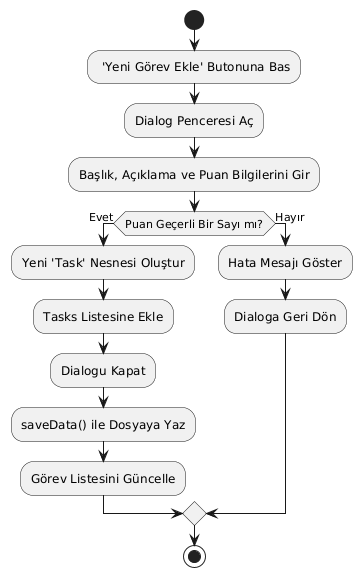 'Yeni Görev Ekle' Butonuna Bas
Dialog Penceresi Aç
Başlık, Açıklama ve Puan Bilgilerini Gir
Evet
Puan Geçerli Bir Sayı mı?
Hayır
Yeni 'Task' Nesnesi Oluştur
Hata Mesajı Göster
Tasks Listesine Ekle
Dialoga Geri Dön
Dialogu Kapat
saveData() ile Dosyaya Yaz
Görev Listesini Güncelle